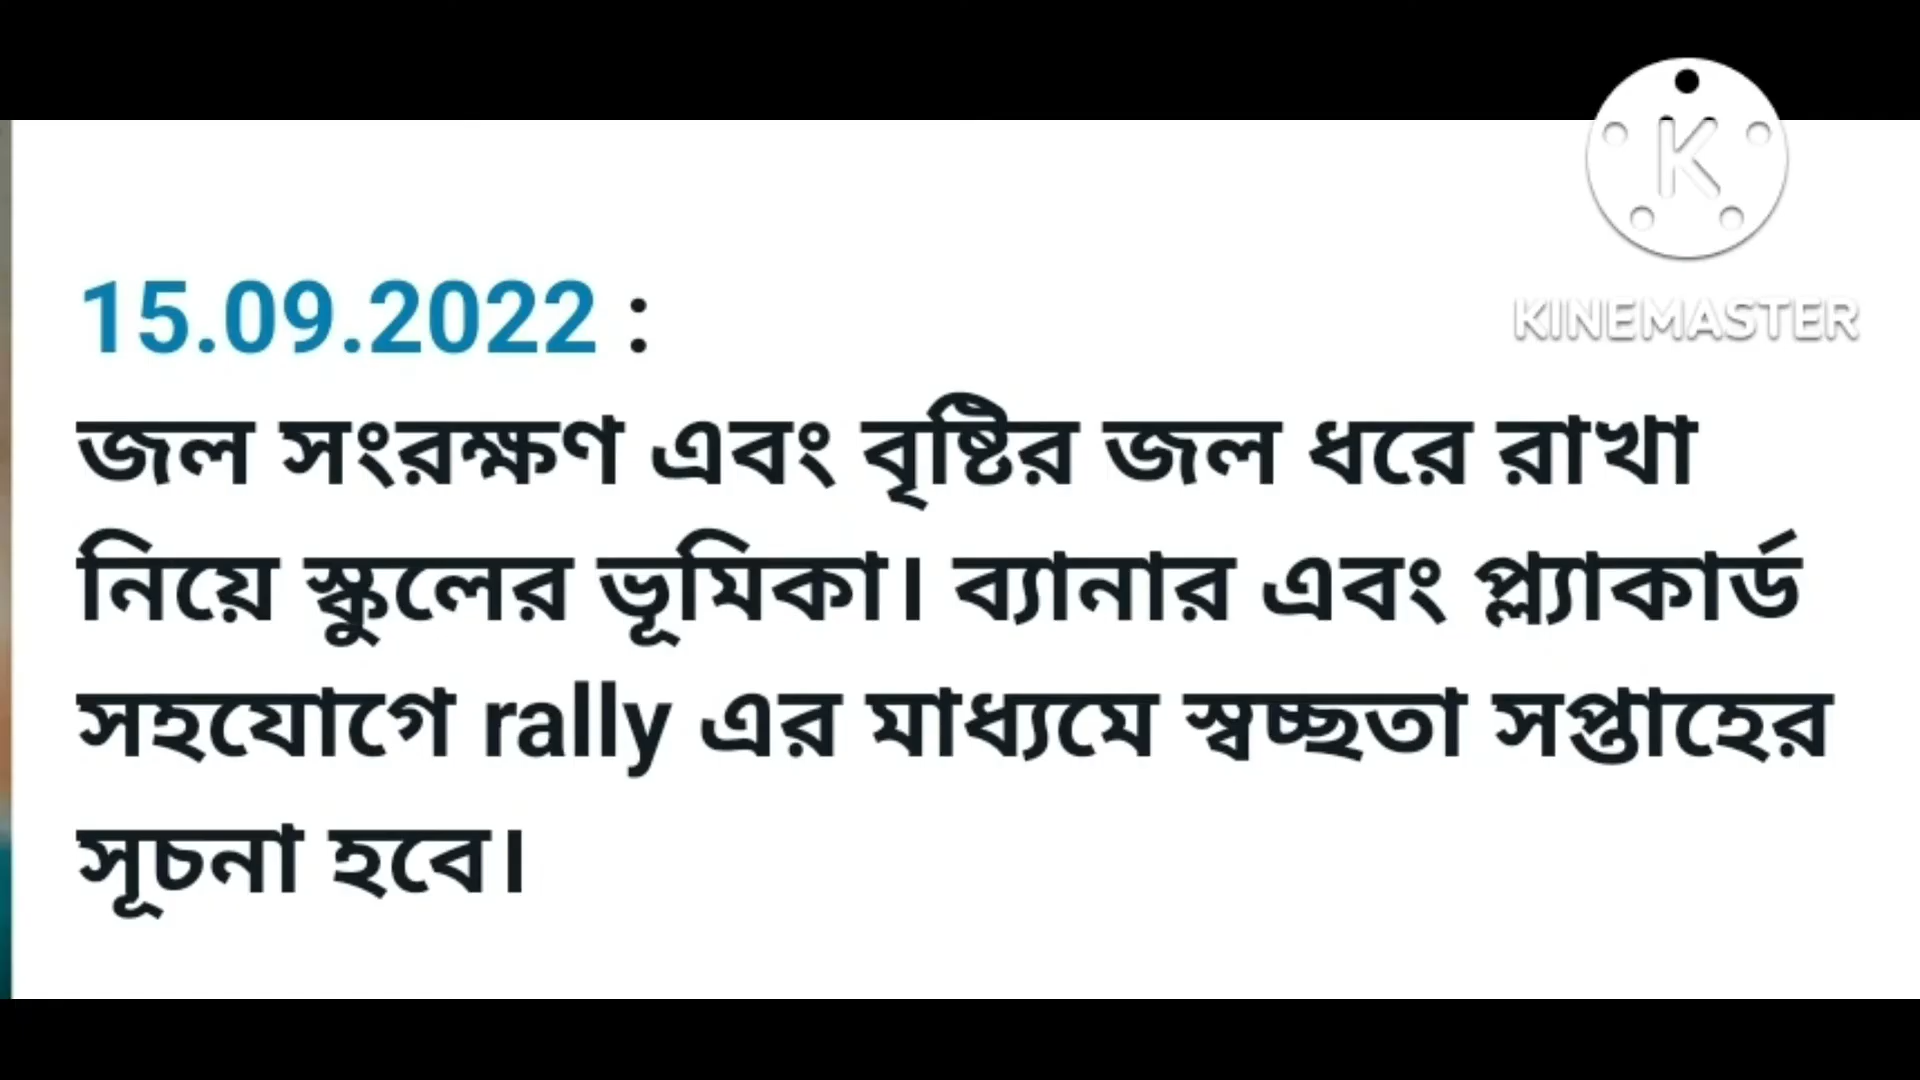 15.09.2022 :
জল সংরক্ষণ এবং বৃষ্টির জল ধরে রাখা
নিয়ে স্কুলের ভূমিকা। ব্যানার এবং প্ল্যাকার্ড
সহযোগে rally এর মাধ্যমে স্বচ্ছতা সপ্তাহের
সূচনা হবে।
K
KINEMASTER